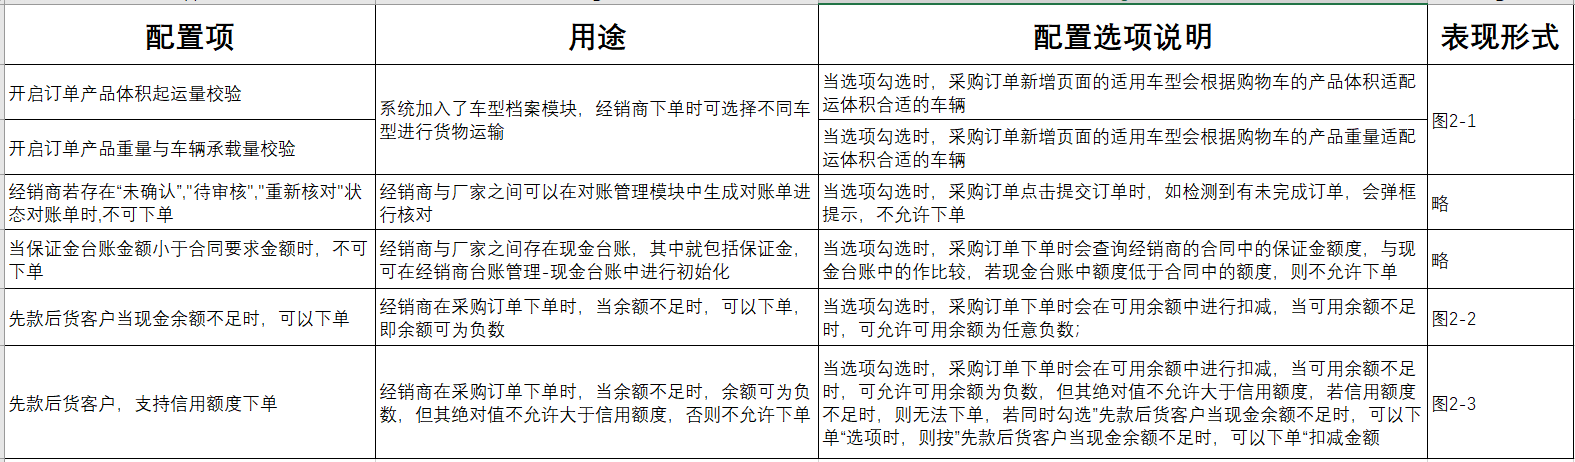 配置项
用途
配置选项说明
表现形式
开启订单产品体积起运量校验
系统加入了车型档案模块，经销商下单时可选择不同车
型进行货物运输
当选项勾选时，采购订单新增页面的适用车型会根据购物车的产品体积适配
运体积合适的车辆
图2-1
开启订单产品重量与车辆承载量校验
当选项勾选时，采购订单新增页面的适用车型会根据购物车的产品重量适配
运体积合适的车辆
经销商若存在“未确认”,"待审核","重新核对"状
态对账单时,不可下单
经销商与厂家之间可以在对账管理模块中生成对账单进
行核对
当选项勾选时，采购订单点击提交订单时，如检测到有未完成订单，会弹框
提示，不允许下单
略
当保证金台账金额小于合同要求金额时，不可
下单
经销商与厂家之间存在现金台账，其中就包括保证金，
可在经销商台账管理-现金台账中进行初始化
当选项勾选时，采购订单下单时会查询经销商的合同中的保证金额度，与现
金台账中的作比较，若现金台账中额度低于合同中的额度，则不允许下单
略
先款后货客户当现金余额不足时，可以下单
经销商在采购订单下单时，当余额不足时，可以下单，
即余额可为负数
当选项勾选时，采购订单下单时会在可用余额中进行扣减，当可用余额不足
时，可允许可用余额为任意负数；
图2-2
先款后货客户，支持信用额度下单
经销商在采购订单下单时，当余额不足时，余额可为负
数，但其绝对值不允许大于信用额度，否则不允许下单
当选项勾选时，采购订单下单时会在可用余额中进行扣减，当可用余额不足
时，可允许可用余额为负数，但其绝对值不允许大于信用额度，若信用额度
不足时，则无法下单，若同时勾选”先款后货客户当现金余额不足时，可以下
单“选项时，则按”先款后货客户当现金余额不足时，可以下单“扣减金额
图2-3